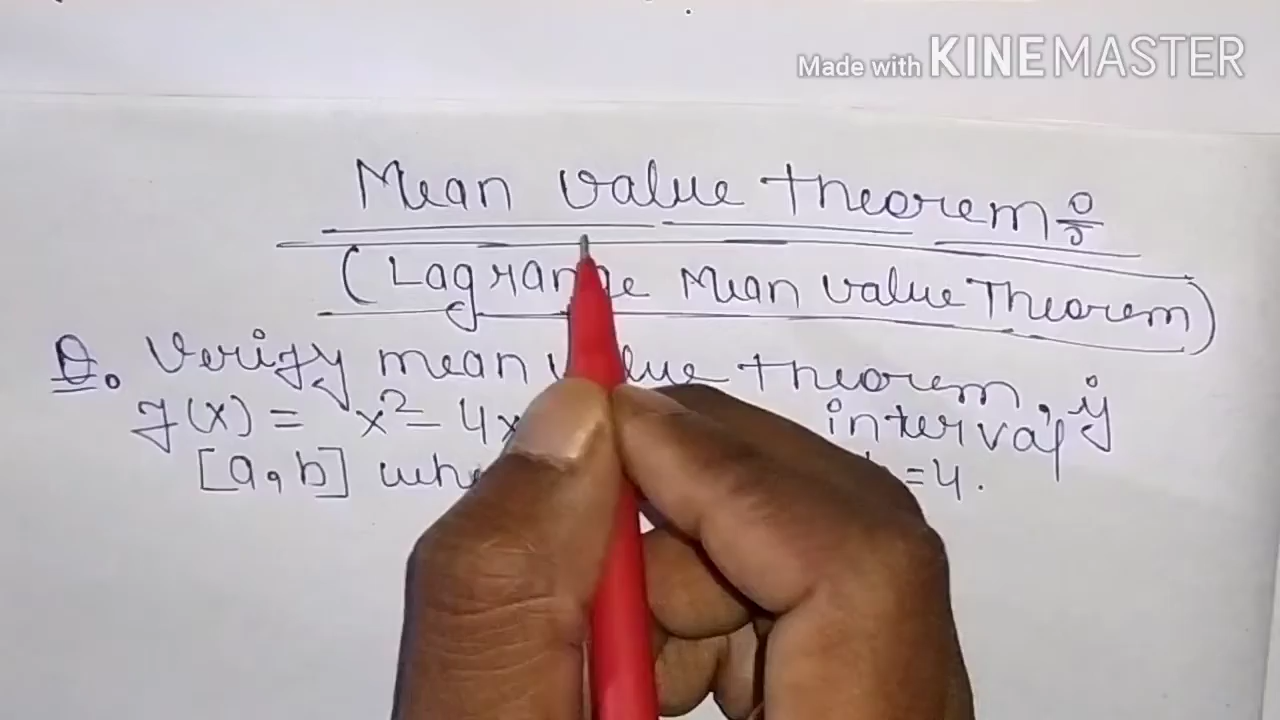 Made with KINEMASTER
Mean value theorem :
(Lagrange Mean value Theorem)
Q. Verify mean value theorem, if
f(x) = x² - 4x interval
[a, b] =4.